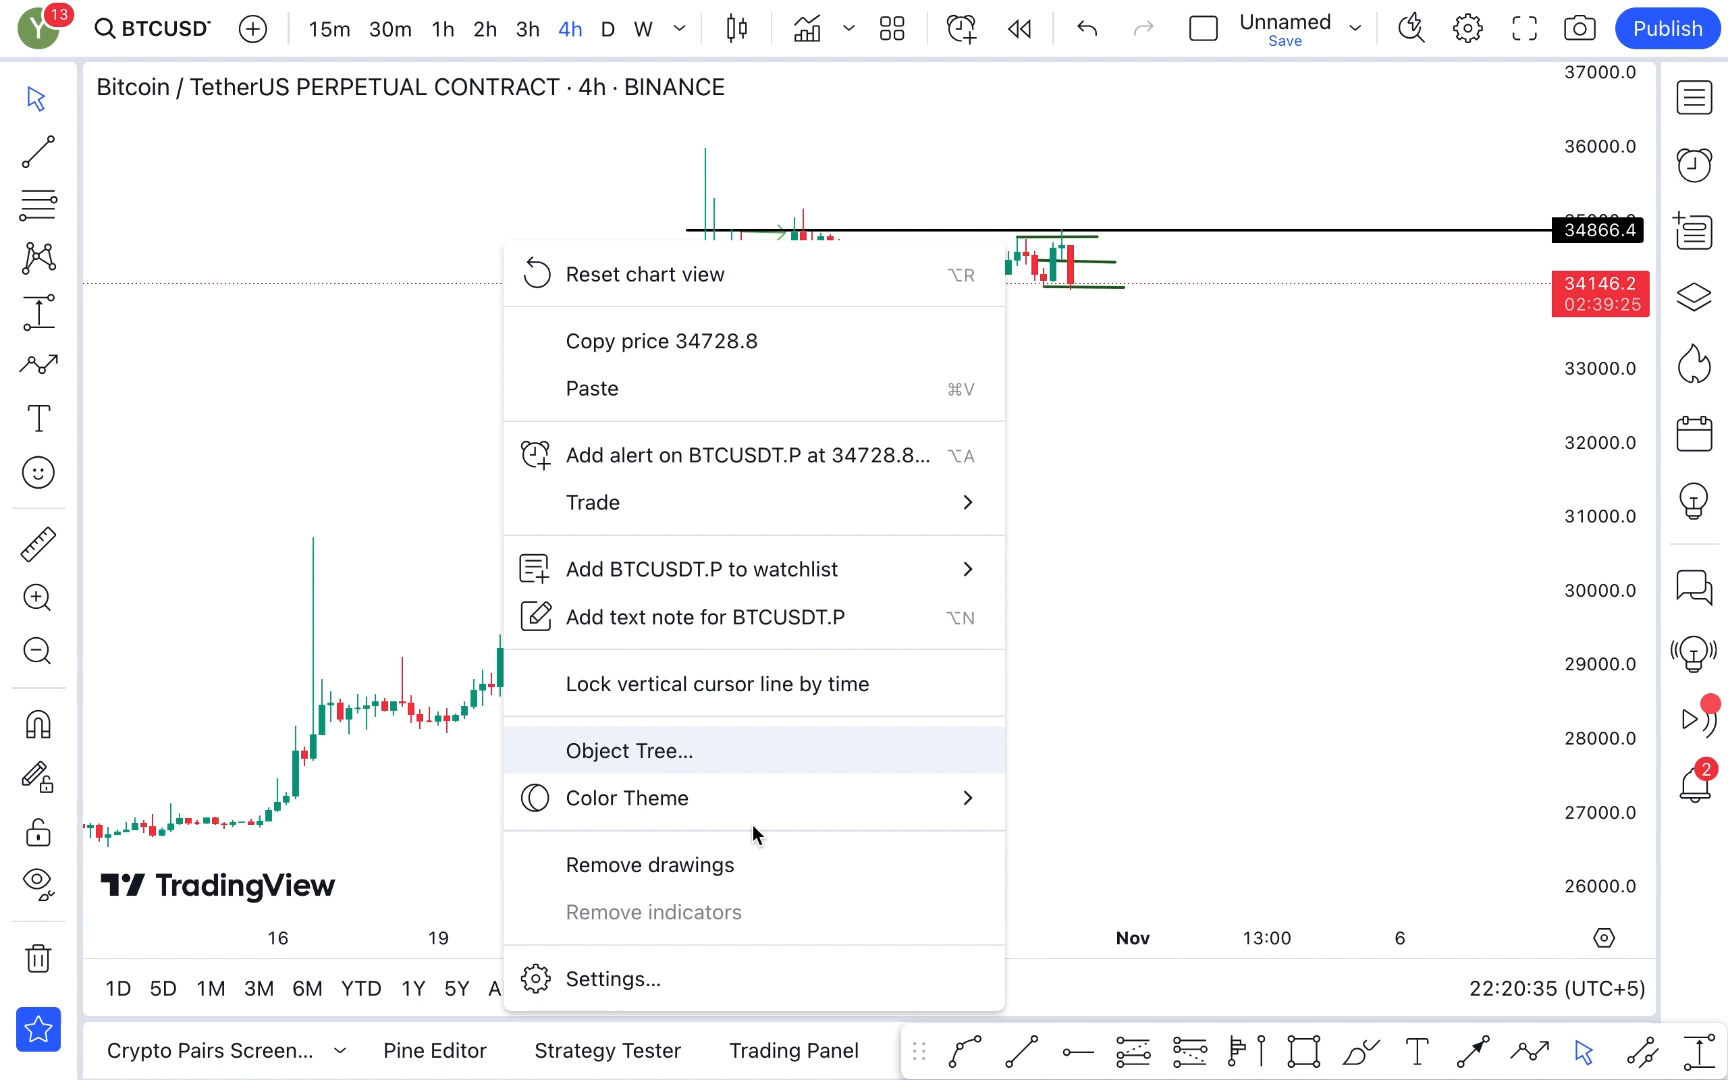 Y 13 BTCUSDT 15m 30m 1h 2h 3h 4h D W Unnamed Save Publish
Bitcoin / TetherUS PERPETUAL CONTRACT · 4h · BINANCE
37000.0
36000.0
34866.4
34146.2
02:39:25
33000.0
32000.0
31000.0
30000.0
29000.0
28000.0
27000.0
26000.0
Reset chart view ⌥R
Copy price 34728.8
Paste ⌘V
Add alert on BTCUSDT.P at 34728.8... ⌥A
Trade
Add BTCUSDT.P to watchlist
Add text note for BTCUSDT.P ⌥N
Lock vertical cursor line by time
Object Tree...
Color Theme
Remove drawings
Remove indicators
Settings...
2
TradingView
16 19 Nov 13:00 6
1D 5D 1M 3M 6M YTD 1Y 5Y A 22:20:35 (UTC+5)
Crypto Pairs Screen... Pine Editor Strategy Tester Trading Panel